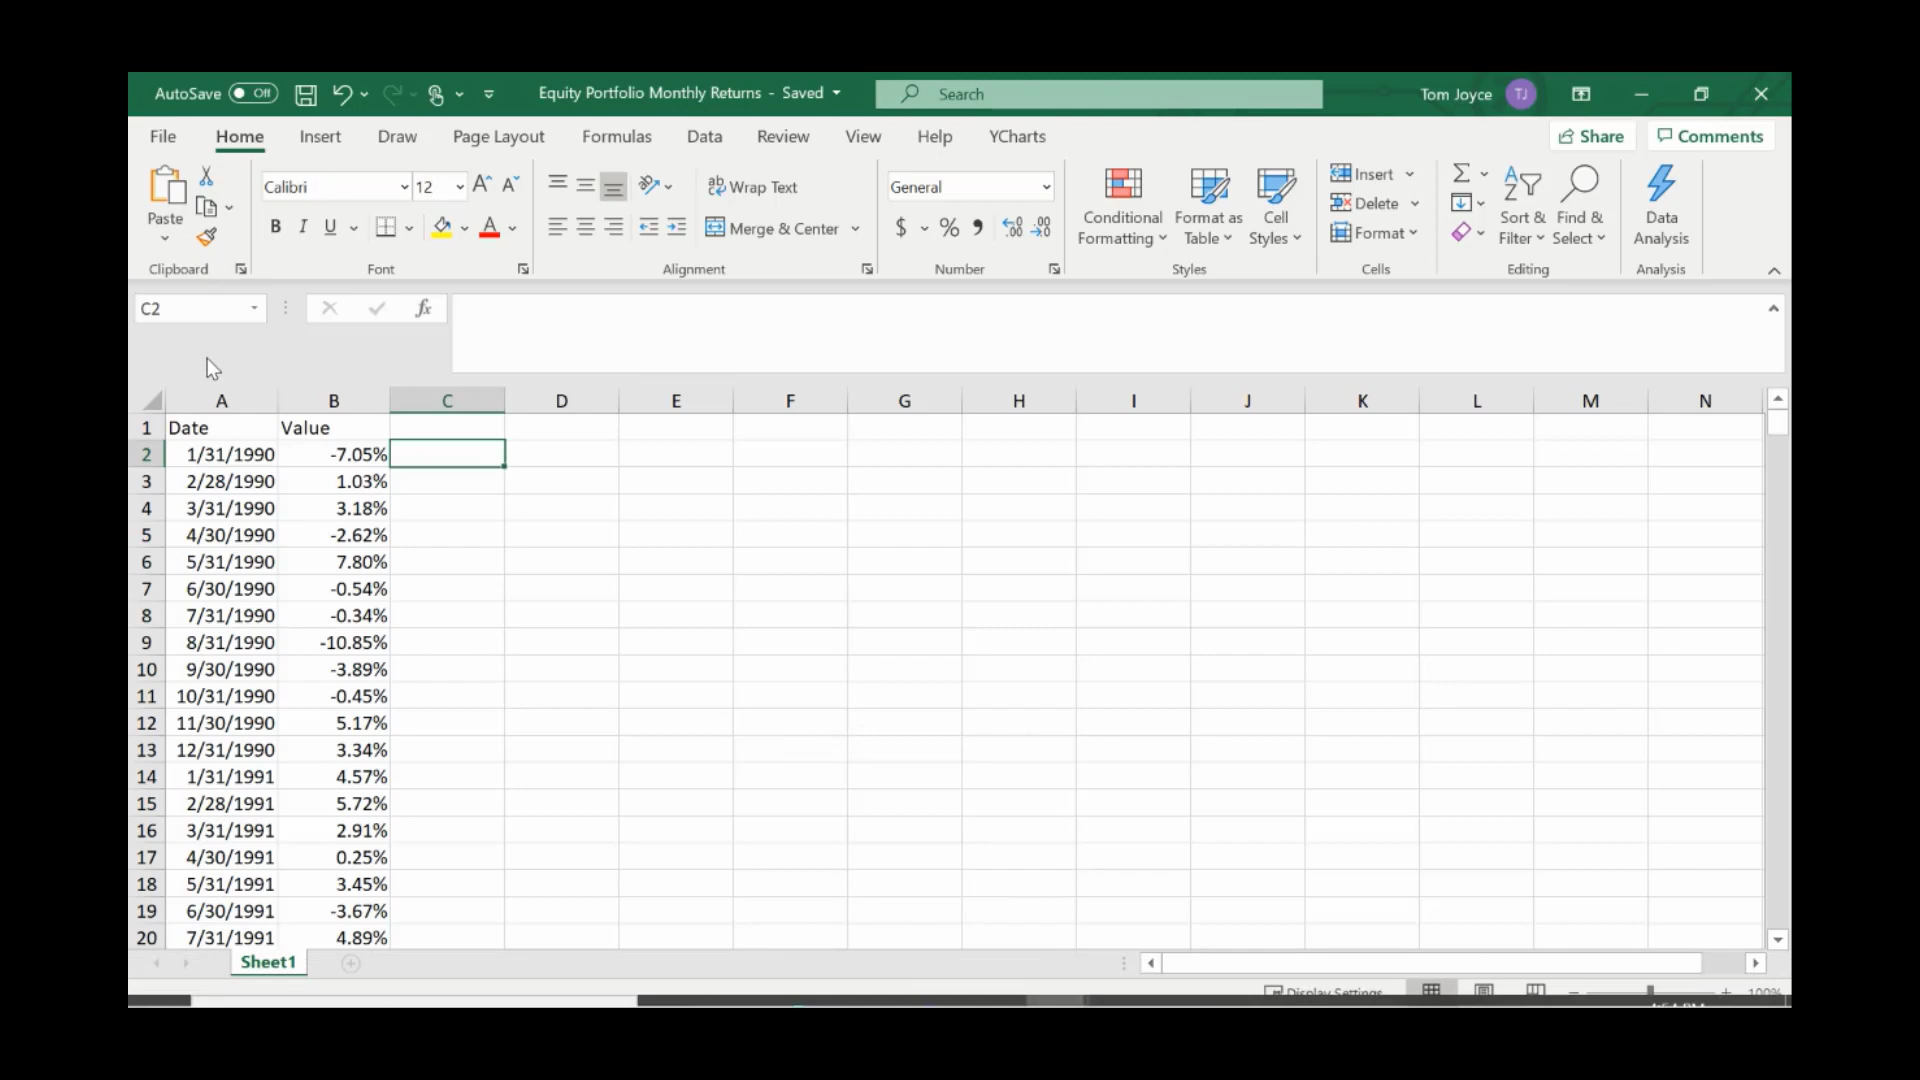 AutoSave Off Equity Portfolio Monthly Returns - Saved Search Tom Joyce TJ
File Home Insert Draw Page Layout Formulas Data Review View Help YCharts Share Comments
Paste
Clipboard
Calibri 12
B I U A
Font
ab Wrap Text
Merge & Center
Alignment
General
$ %
Number
Conditional Formatting
Format as Table
Cell Styles
Styles
Insert
Delete
Format
Cells
Sort & Filter
Find & Select
Editing
Data Analysis
Analysis
C2 fx
A B C D E F G H I J K L M N
1 Date Value
2 1/31/1990 -7.05%
3 2/28/1990 1.03%
4 3/31/1990 3.18%
5 4/30/1990 -2.62%
6 5/31/1990 7.80%
7 6/30/1990 -0.54%
8 7/31/1990 -0.34%
9 8/31/1990 -10.85%
10 9/30/1990 -3.89%
11 10/31/1990 -0.45%
12 11/30/1990 5.17%
13 12/31/1990 3.34%
14 1/31/1991 4.57%
15 2/28/1991 5.72%
16 3/31/1991 2.91%
17 4/30/1991 0.25%
18 5/31/1991 3.45%
19 6/30/1991 -3.67%
20 7/31/1991 4.89%
Sheet1
Display Settings 100%